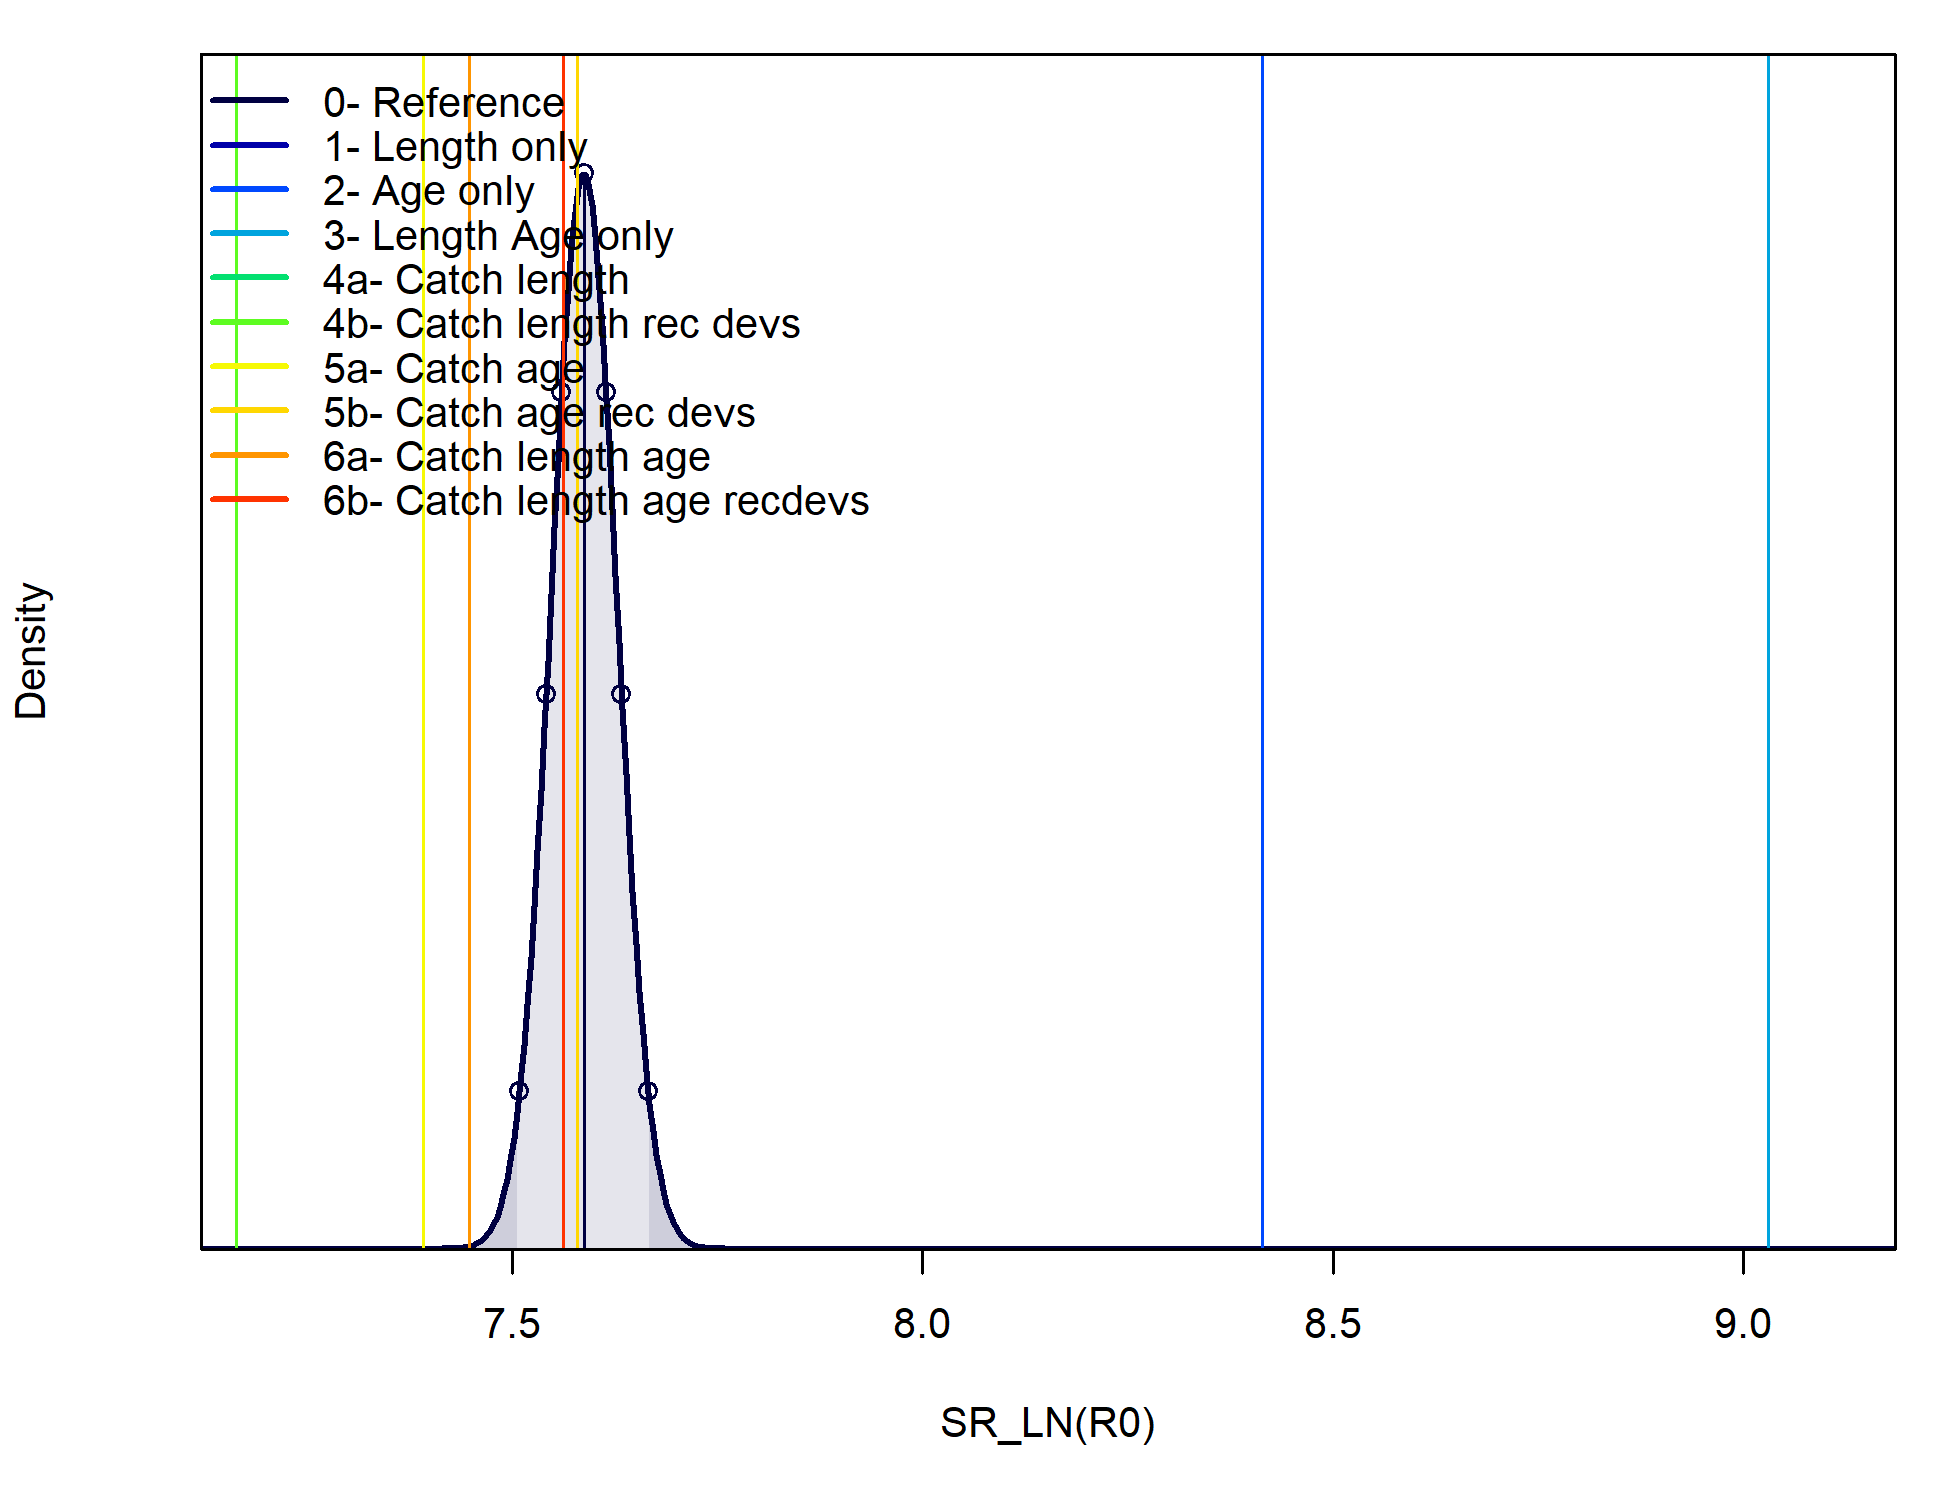 0- Reference
1- Length only
2- Age only
3- Length Age only
4a- Catch length
4b- Catch length rec devs
5a- Catch age
5b- Catch age rec devs
6a- Catch length age
6b- Catch length age recdevs
Density
7.5 8.0 8.5 9.0
SR_LN(R0)